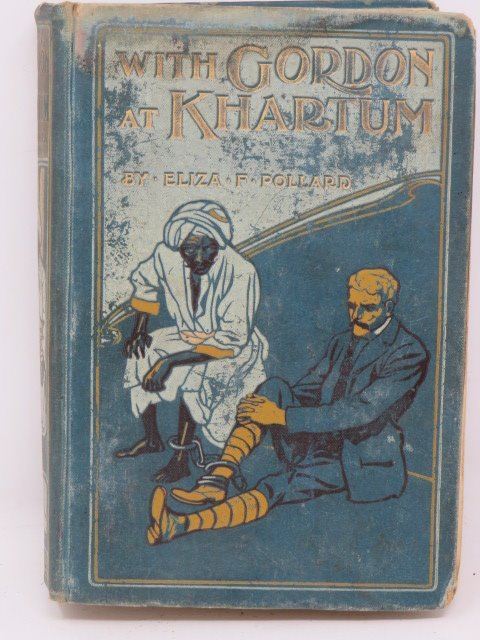 WITH GORDON
AT KHARTUM
BY · ELIZA · F · POLLARD